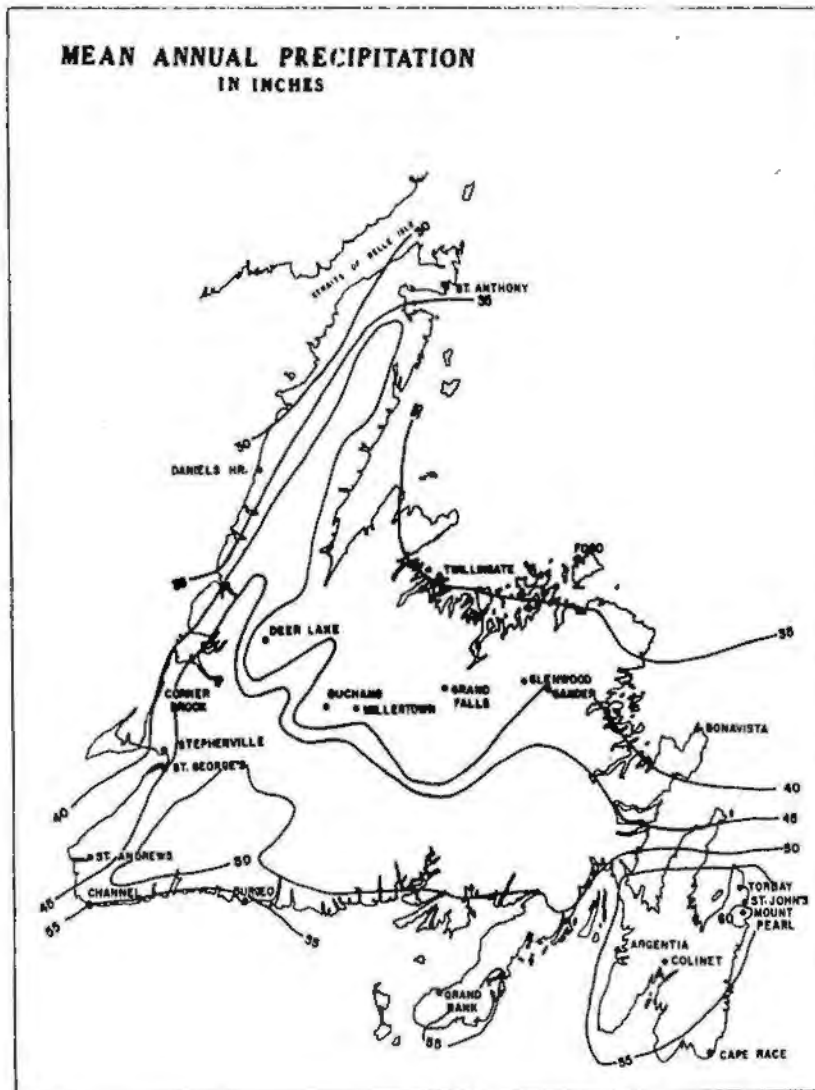 MEAN ANNUAL PRECIPITATION
IN INCHES
STRAITS OF BELLE ISLE
30
ST. ANTHONY
35
30
DANIELS HR.
TWILLINGATE
FOGO
DEER LAKE
35
CORNER
BROOK
BUCHANS
MILLERTOWN
GRAND
FALLS
GLENWOOD
GANDER
BONAVISTA
STEPHENVILLE
ST. GEORGE'S
40
40
45
50
ST. ANDREWS
50
CHANNEL
BURGEO
45
55
55
TORBAY
ST. JOHN'S
60
MOUNT
PEARL
ARGENTIA
COLINET
GRAND
BANK
55
55
CAPE RACE